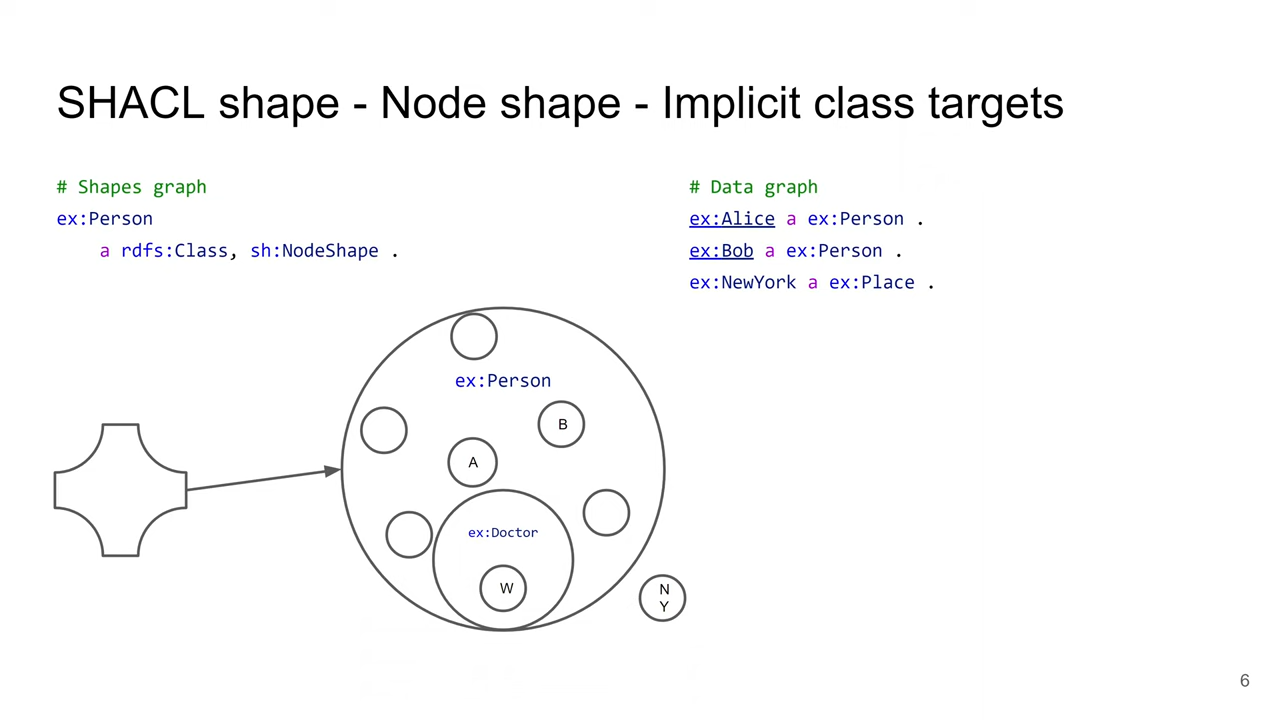 SHACL shape - Node shape - Implicit class targets
# Shapes graph
ex:Person
a rdfs:Class, sh:NodeShape .
# Data graph
ex:Alice a ex:Person .
ex:Bob a ex:Person .
ex:NewYork a ex:Place .
ex:Person
B
A
ex:Doctor
W
N
Y
6